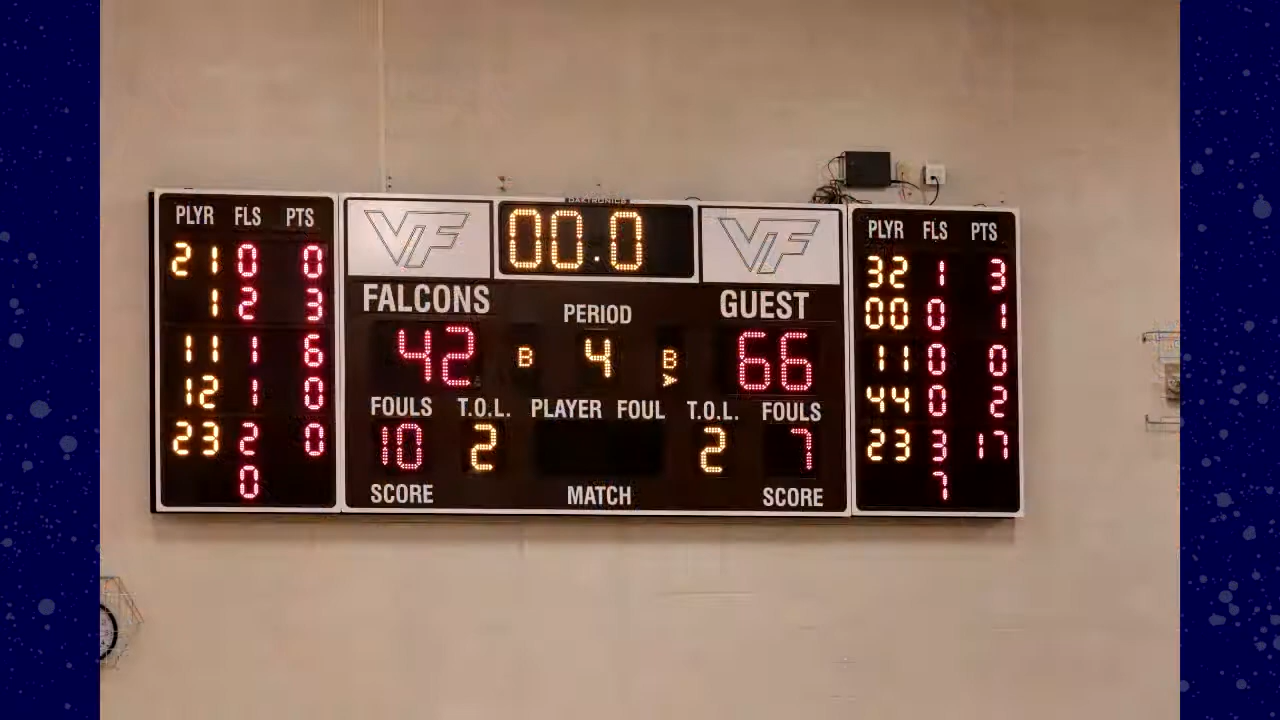 DAKTRONICS
PLYR FLS PTS
21 0 0
1 2 3
11 1 6
12 1 0
23 2 0
0
VF
00.0
VF
FALCONS PERIOD GUEST
42 B 4 B 66
FOULS T.O.L. PLAYER FOUL T.O.L. FOULS
10 2 2 7
SCORE MATCH SCORE
PLYR FLS PTS
32 1 3
00 0 1
11 0 0
44 0 2
23 3 17
7